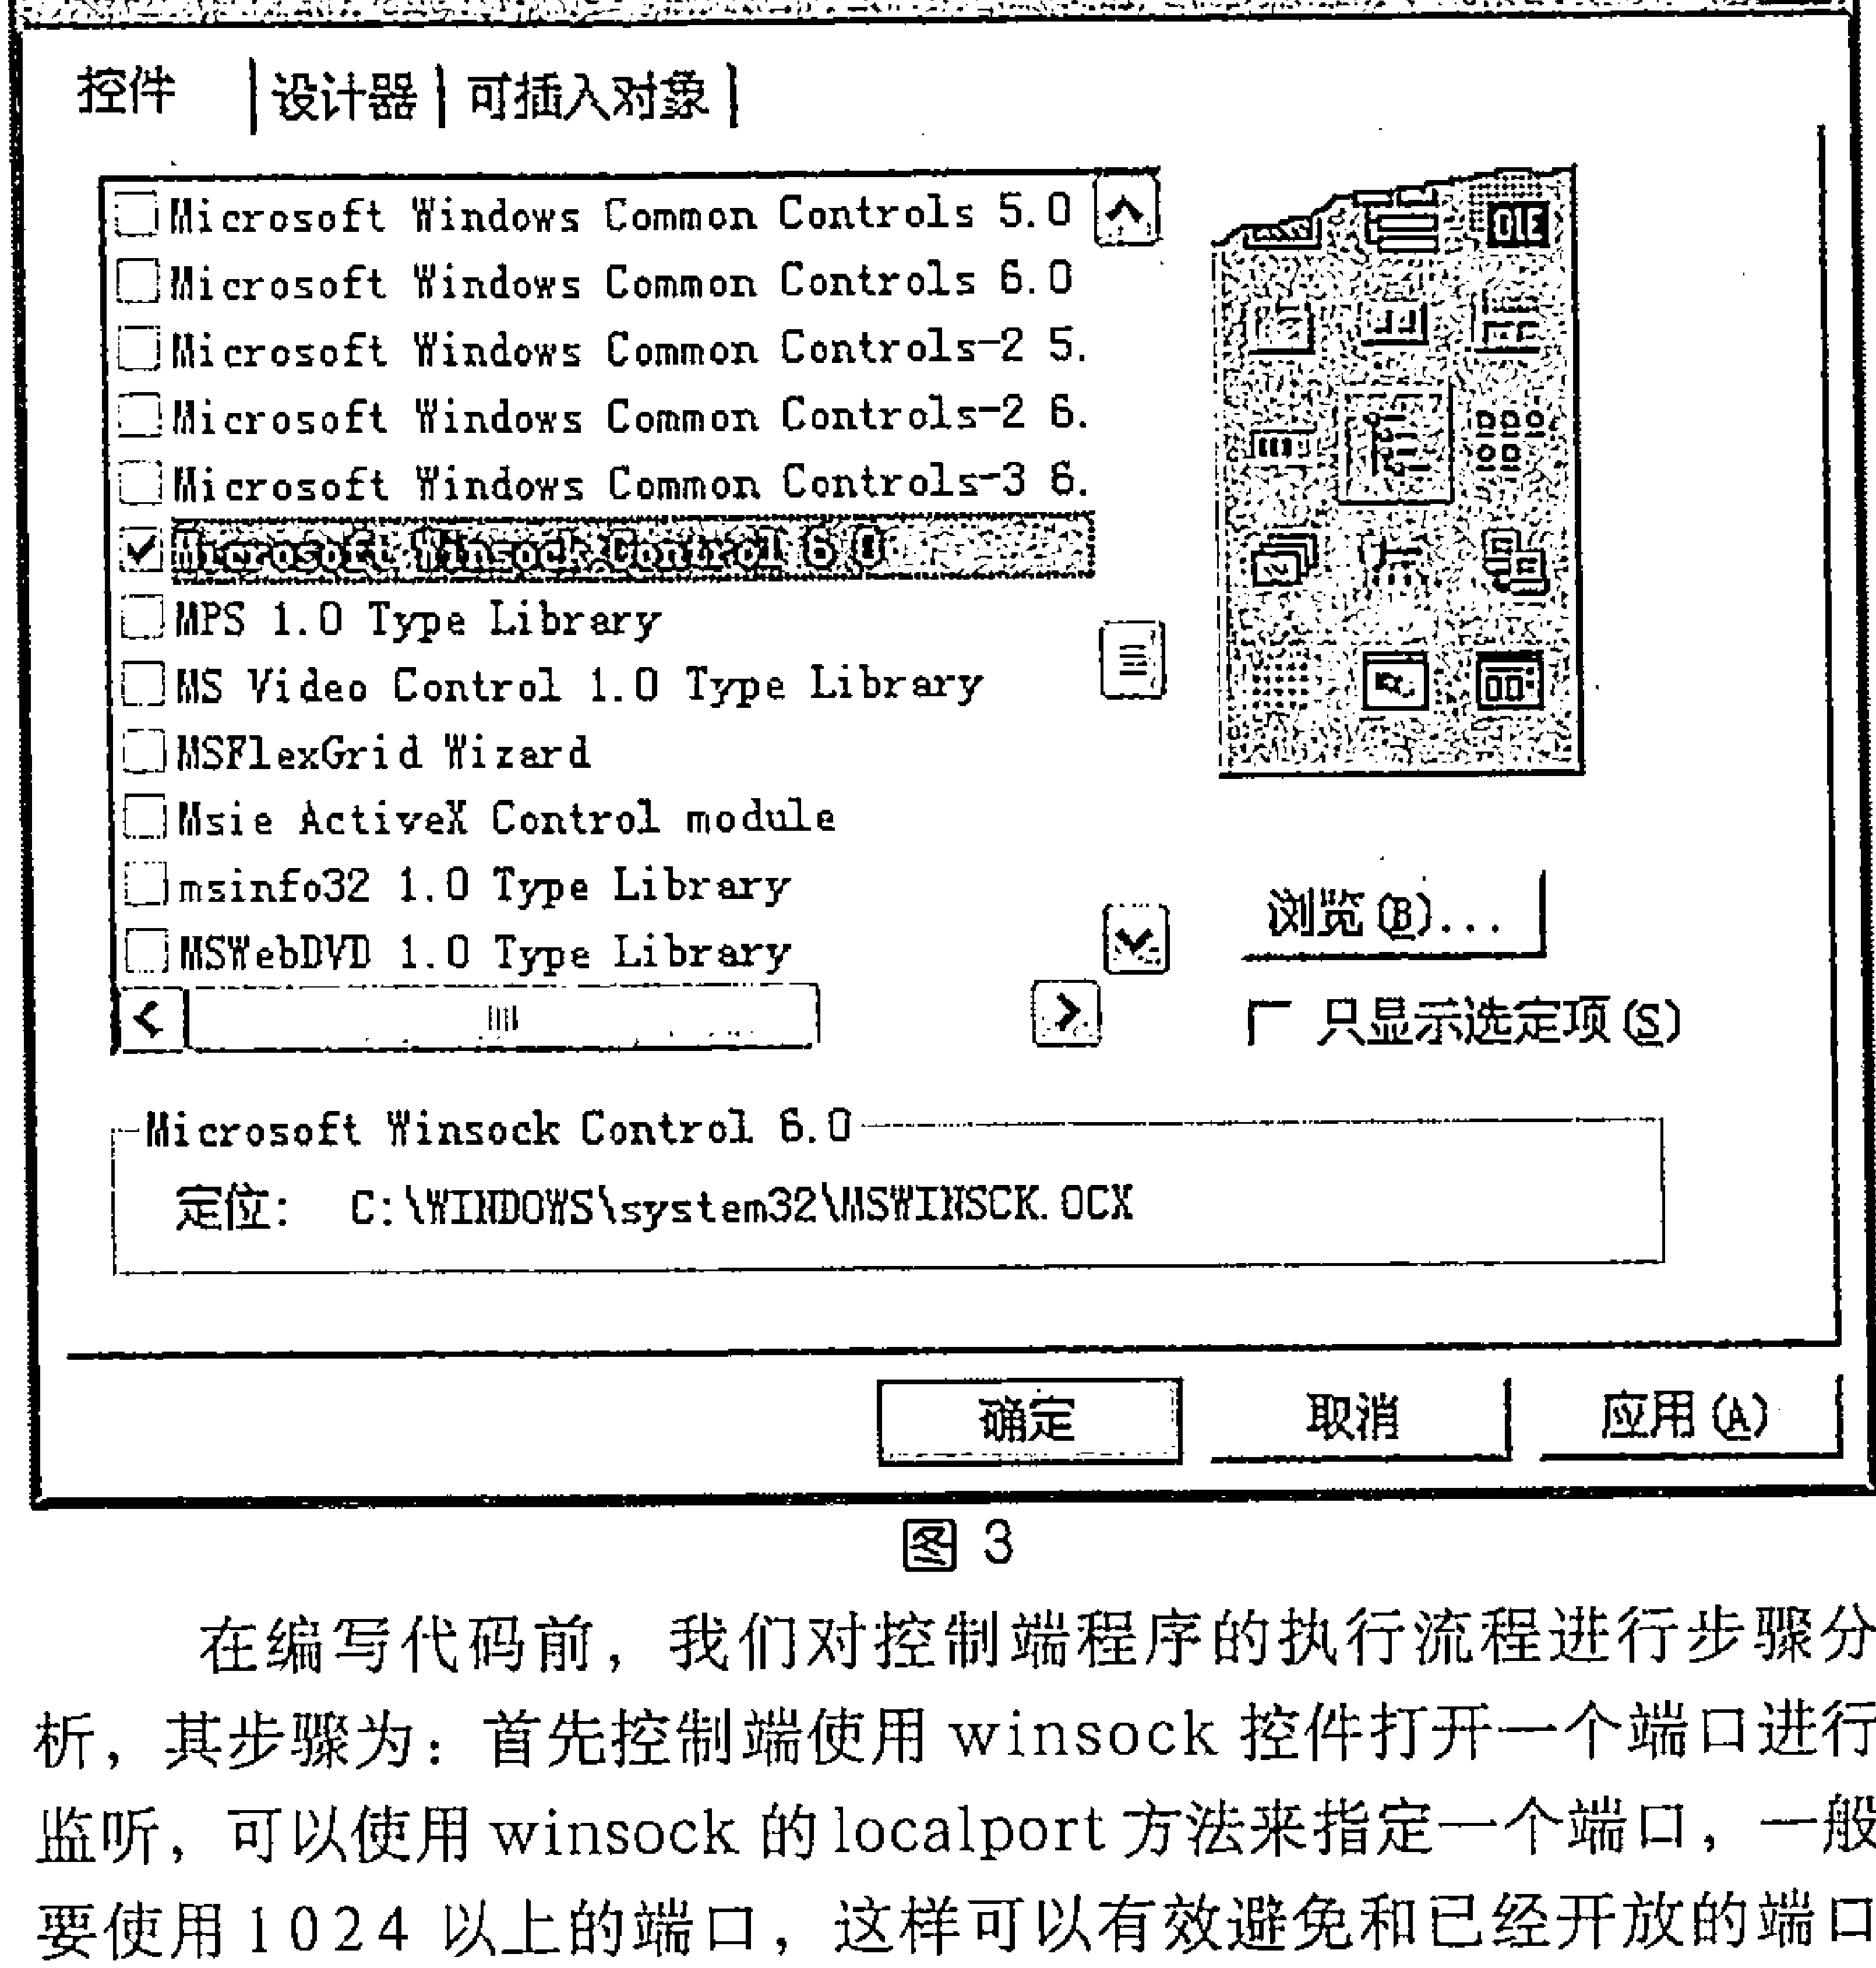 控件 设计器 可插入对象
Microsoft Windows Common Controls 5.0
Microsoft Windows Common Controls 6.0
Microsoft Windows Common Controls-2 5.
Microsoft Windows Common Controls-2 6.
Microsoft Windows Common Controls-3 6.
Microsoft Winsock Control 6.0
MPS 1.0 Type Library
MS Video Control 1.0 Type Library
MSFlexGrid Wizard
Msie ActiveX Control module
msinfo32 1.0 Type Library
MSWebDVD 1.0 Type Library
OLE
浏览(B)...
只显示选定项(S)
Microsoft Winsock Control 6.0
定位: C:\WINDOWS\system32\MSWINSCK.OCX
确定 取消 应用(A)
图 3
在编写代码前，我们对控制端程序的执行流程进行步骤分
析，其步骤为：首先控制端使用 winsock 控件打开一个端口进行
监听，可以使用 winsock 的 localport 方法来指定一个端口，一般
要使用 1024 以上的端口，这样可以有效避免和已经开放的端口